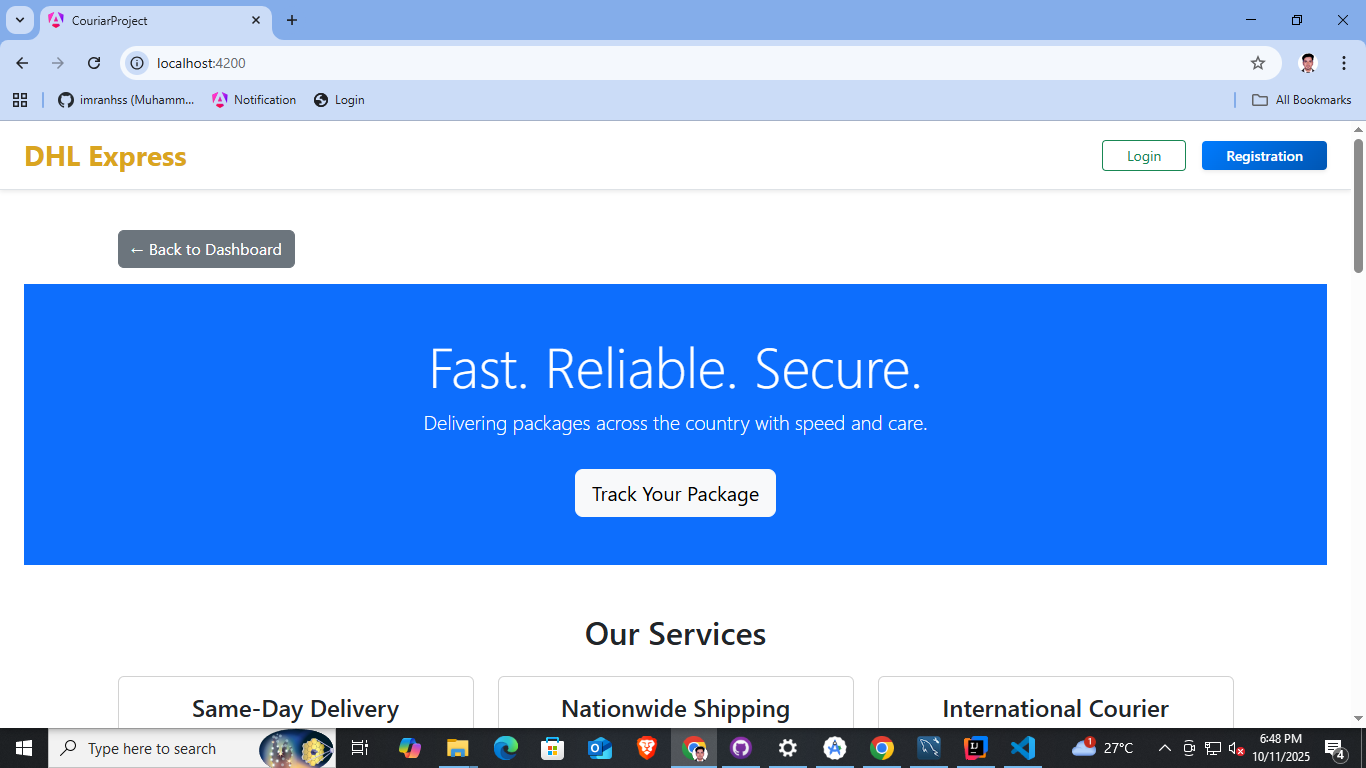 CouriarProject
localhost:4200
imranhss (Muhamm...
Notification
Login
All Bookmarks
DHL Express
Login
Registration
← Back to Dashboard
Fast. Reliable. Secure.
Delivering packages across the country with speed and care.
Track Your Package
Our Services
Same-Day Delivery
Nationwide Shipping
International Courier
Type here to search
1
27°C
6:48 PM
10/11/2025
4